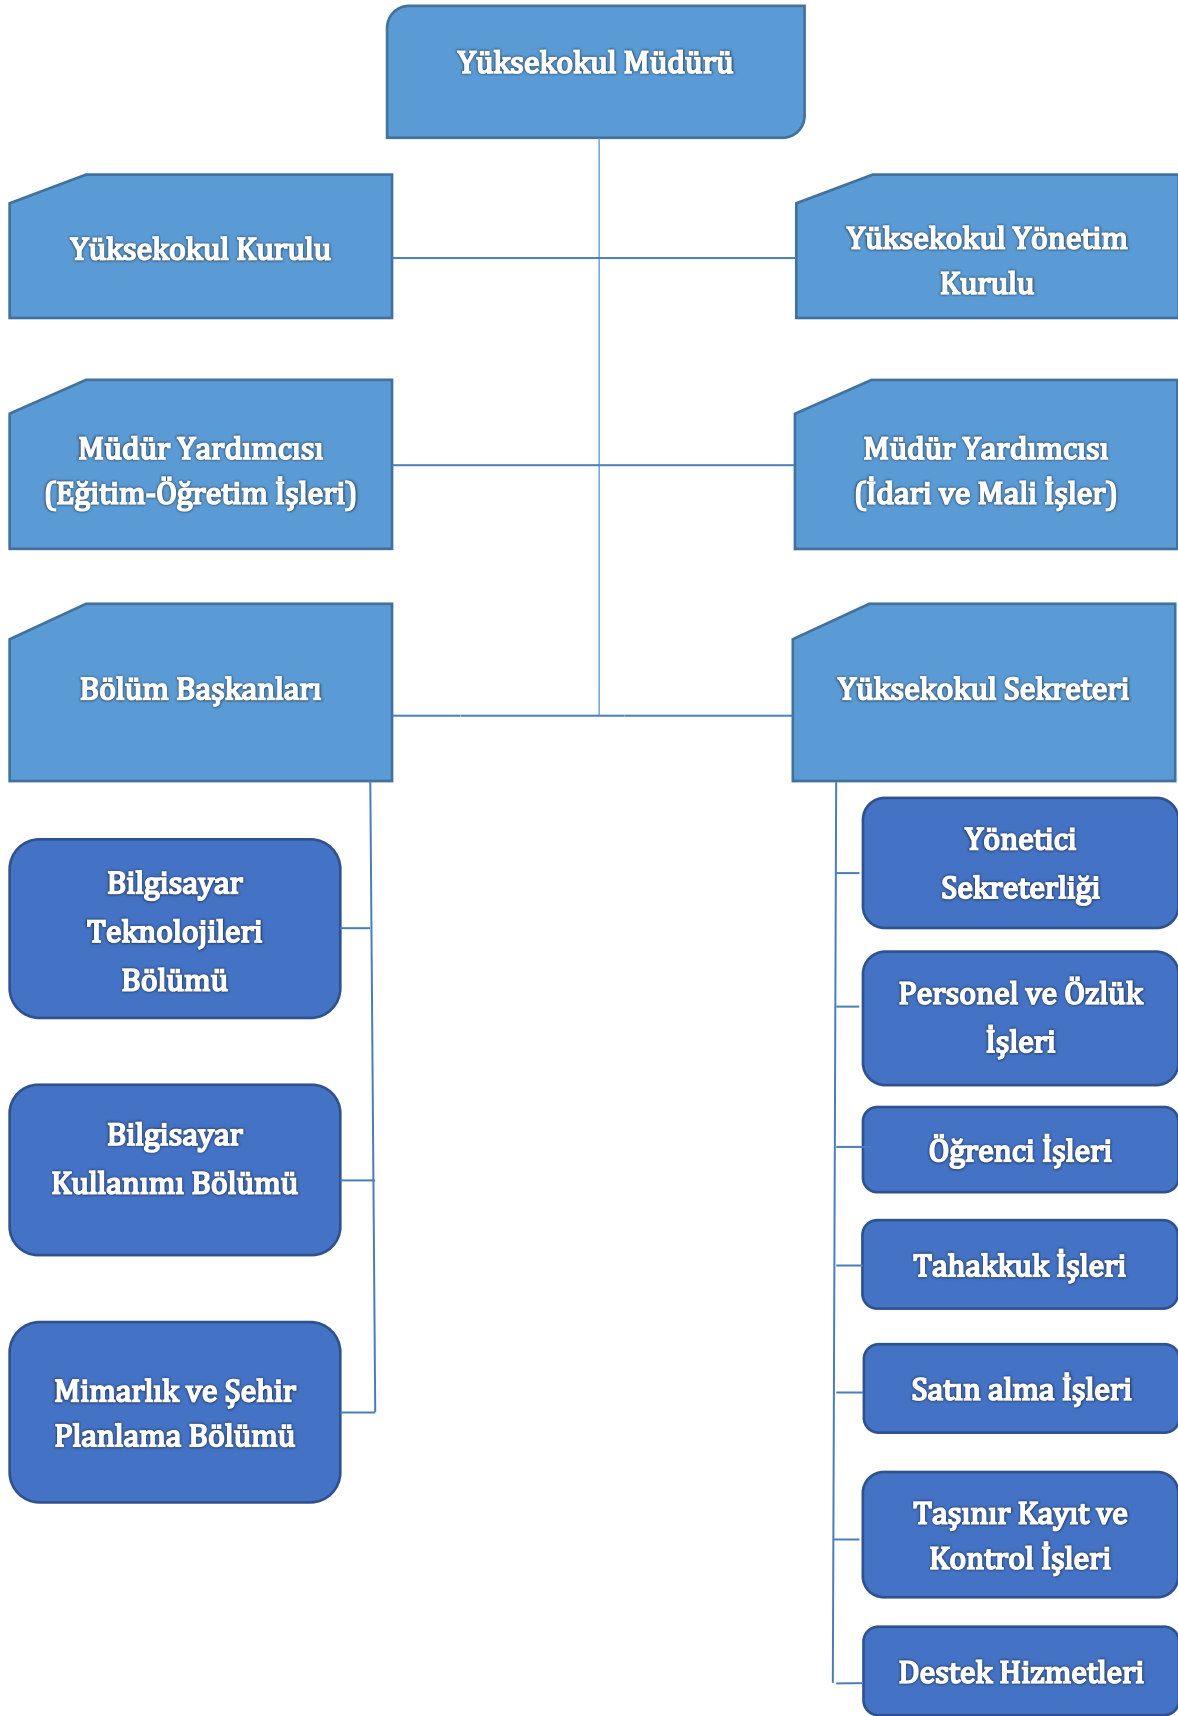 Yüksekokul Müdürü
Yüksekokul Kurulu
Yüksekokul Yönetim
Kurulu
Müdür Yardımcısı
(Eğitim-Öğretim İşleri)
Müdür Yardımcısı
(İdari ve Mali İşler)
Bölüm Başkanları
Yüksekokul Sekreteri
Bilgisayar
Teknolojileri
Bölümü
Bilgisayar
Kullanımı Bölümü
Mimarlık ve Şehir
Planlama Bölümü
Yönetici
Sekreterliği
Personel ve Özlük
İşleri
Öğrenci İşleri
Tahakkuk İşleri
Satın alma İşleri
Taşınır Kayıt ve
Kontrol İşleri
Destek Hizmetleri